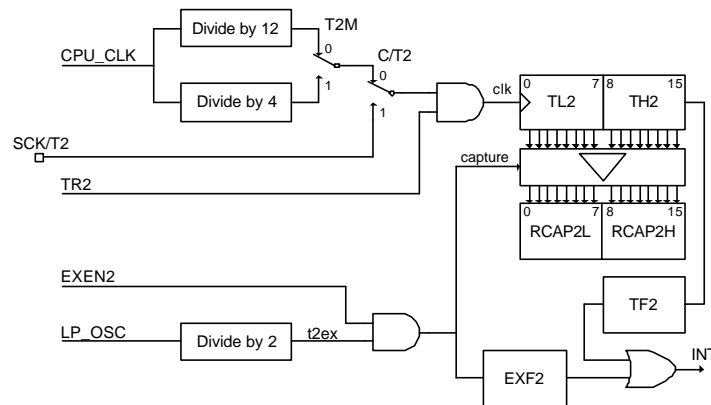 T2M
Divide by 12
CPU_CLK
0
C/T2
0
1
Divide by 4
1
clk
0 7 8 15
TL2 TH2
SCK/T2
capture
TR2
0 7 8 15
RCAP2L RCAP2H
EXEN2
TF2
LP_OSC
Divide by 2
t2ex
INT
EXF2